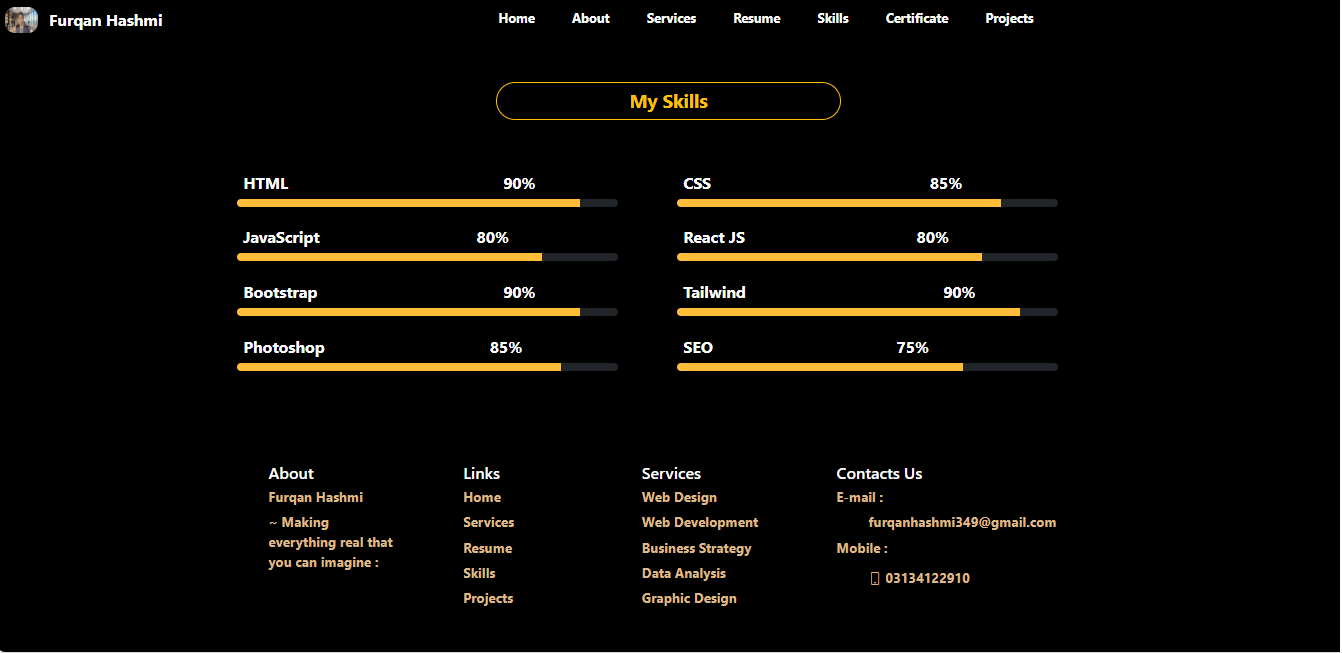 Furqan Hashmi
Home About Services Resume Skills Certificate Projects
My Skills
HTML 90%
CSS 85%
JavaScript 80%
React JS 80%
Bootstrap 90%
Tailwind 90%
Photoshop 85%
SEO 75%
About
Furqan Hashmi
~ Making
everything real that
you can imagine :
Links
Home
Services
Resume
Skills
Projects
Services
Web Design
Web Development
Business Strategy
Data Analysis
Graphic Design
Contacts Us
E-mail :
furqanhashmi349@gmail.com
Mobile :
03134122910